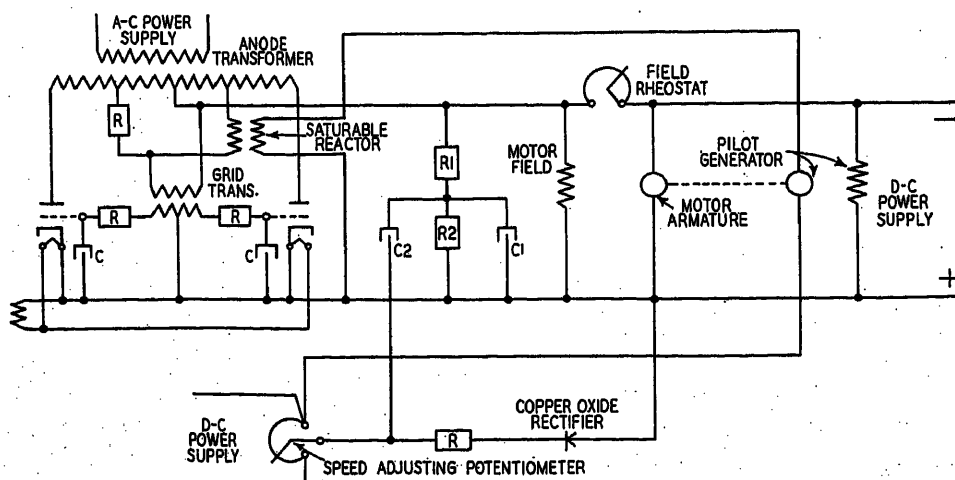 A-C POWER
SUPPLY
ANODE
TRANSFORMER
R
SATURABLE
REACTOR
GRID
TRANS.
R
R
C
C
R1
R2
C2
C1
MOTOR
FIELD
FIELD
RHEOSTAT
PILOT
GENERATOR
MOTOR
ARMATURE
D-C
POWER
SUPPLY
−
+
D-C
POWER
SUPPLY
R
COPPER OXIDE
RECTIFIER
SPEED ADJUSTING POTENTIOMETER